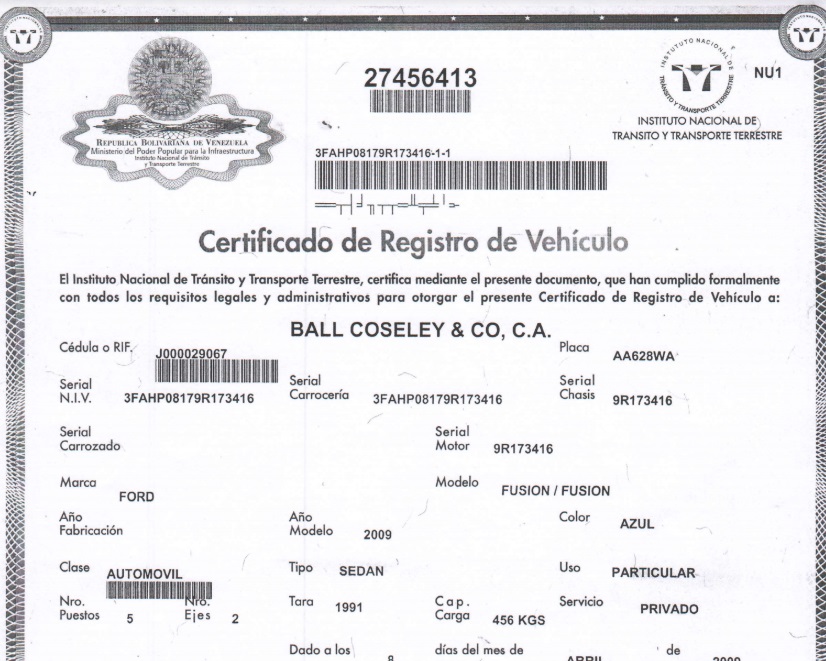 27456413
NU1
INSTITUTO NACIONAL DE TRÁNSITO Y TRANSPORTE TERRESTRE
INSTITUTO NACIONAL DE
TRANSITO Y TRANSPORTE TERRESTRE
REPUBLICA BOLIVARIANA DE VENEZUELA
Ministerio del Poder Popular para la Infraestructura
Instituto Nacional de Tránsito
y Transporte Terrestre
3FAHP08179R173416-1-1
Certificado de Registro de Vehículo
El Instituto Nacional de Tránsito y Transporte Terrestre, certifica mediante el presente documento, que han cumplido formalmente
con todos los requisitos legales y administrativos para otorgar el presente Certificado de Registro de Vehículo a:
BALL COSELEY & CO, C.A.
Cédula o RIF. J000029067 Placa AA628WA
Serial N.I.V. 3FAHP08179R173416 Serial Carrocería 3FAHP08179R173416 Serial Chasis 9R173416
Serial Carrozado Serial Motor 9R173416
Marca FORD Modelo FUSION / FUSION
Año Fabricación Año Modelo 2009 Color AZUL
Clase AUTOMOVIL Tipo SEDAN Uso PARTICULAR
Nro. Puestos 5 Nro. Ejes 2 Tara 1991 Cap. Carga 456 KGS Servicio PRIVADO
Dado a los 8 días del mes de ABRIL de 2009